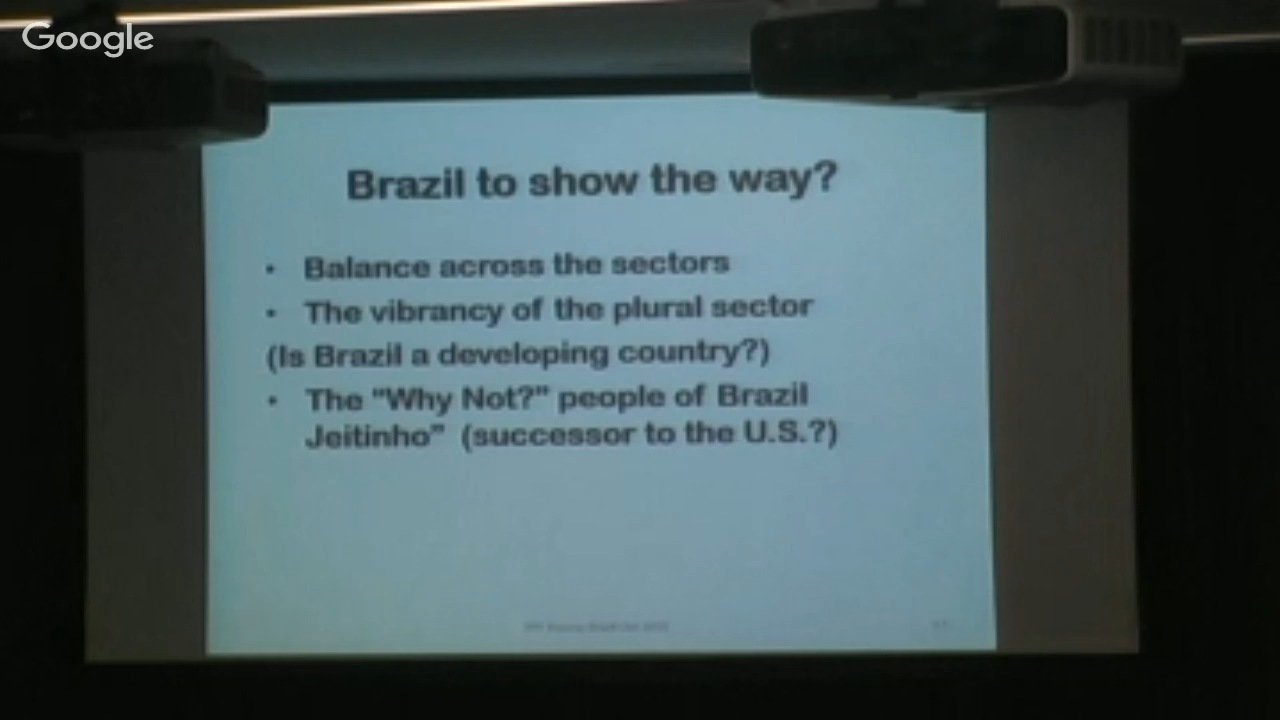 Google
Brazil to show the way?
• Balance across the sectors
• The vibrancy of the plural sector
(Is Brazil a developing country?)
• The "Why Not?" people of Brazil
Jeitinho” (successor to the U.S.?)